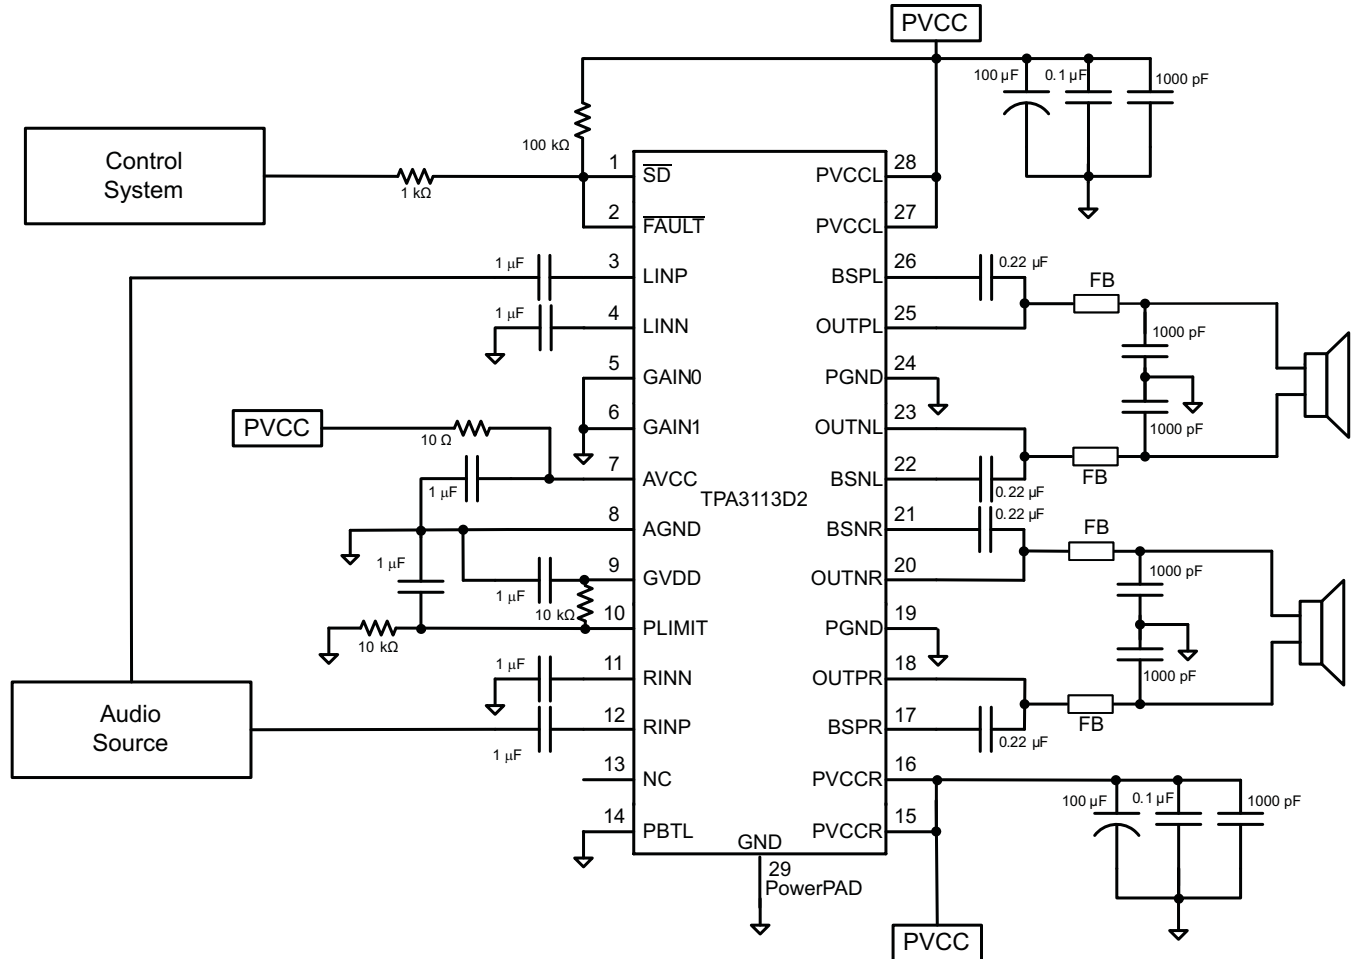 PVCC
100 µF
0.1 µF
1000 pF
100 kΩ
Control
System
1 kΩ
1
SD
28
PVCCL
2
FAULT
27
PVCCL
1 µF
3
LINP
26
BSPL
0.22 µF
FB
1 µF
4
LINN
25
OUTPL
1000 pF
5
GAIN0
24
PGND
PVCC
10 Ω
6
GAIN1
23
OUTNL
1000 pF
1 µF
7
AVCC
22
BSNL
0.22 µF
FB
TPA3113D2
8
AGND
21
BSNR
0.22 µF
FB
1 µF
1 µF
9
GVDD
20
OUTNR
1000 pF
10 kΩ
10 kΩ
10
PLIMIT
19
PGND
1 µF
11
RINN
18
OUTPR
1000 pF
Audio
Source
1 µF
12
RINP
17
BSPR
0.22 µF
FB
13
NC
16
PVCCR
100 µF
0.1 µF
1000 pF
14
PBTL
15
PVCCR
GND
29
PowerPAD
PVCC